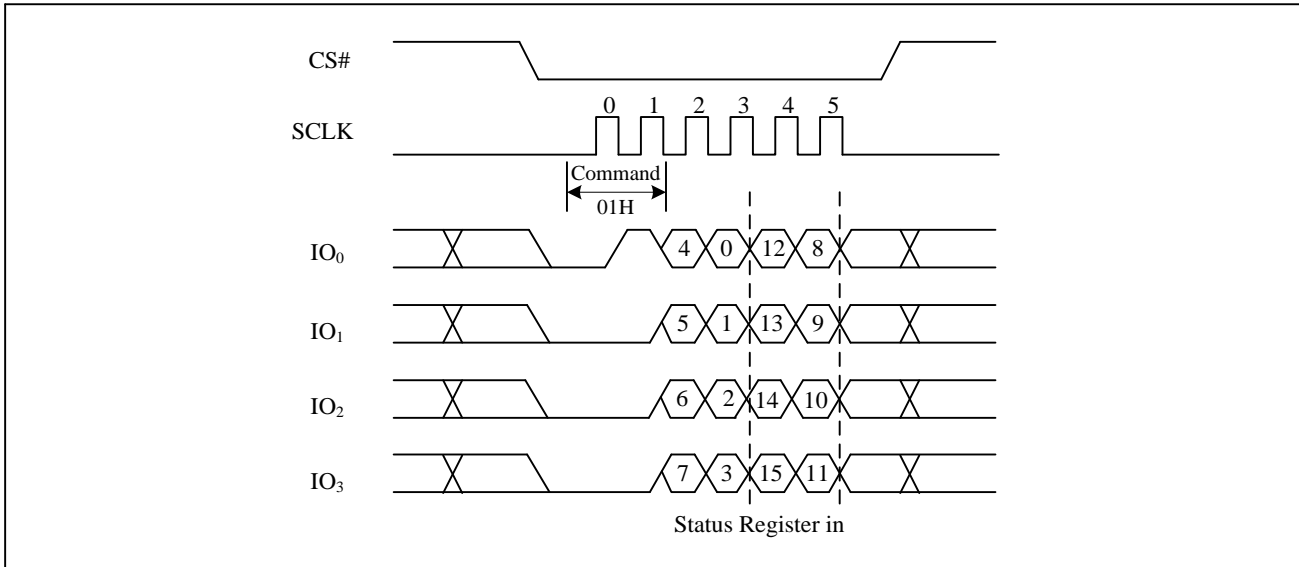 CS#
0 1 2 3 4 5
SCLK
Command
01H
IO0 4 0 12 8
IO1 5 1 13 9
IO2 6 2 14 10
IO3 7 3 15 11
Status Register in